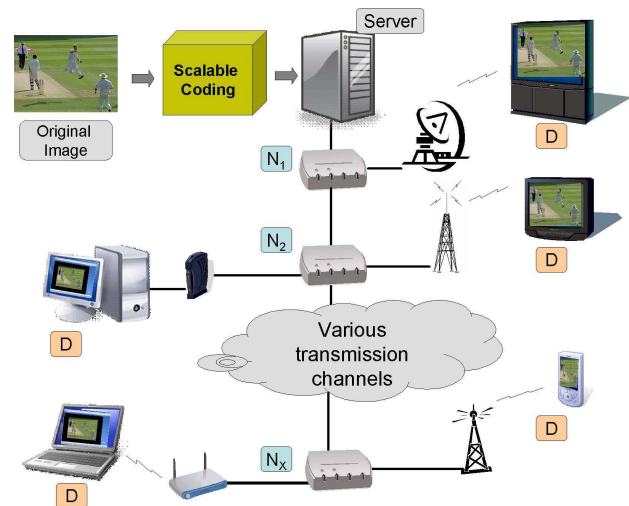 Server
Scalable
Coding
Original
Image
D
N1
N2
D
D
Various
transmission
channels
D
D
NX